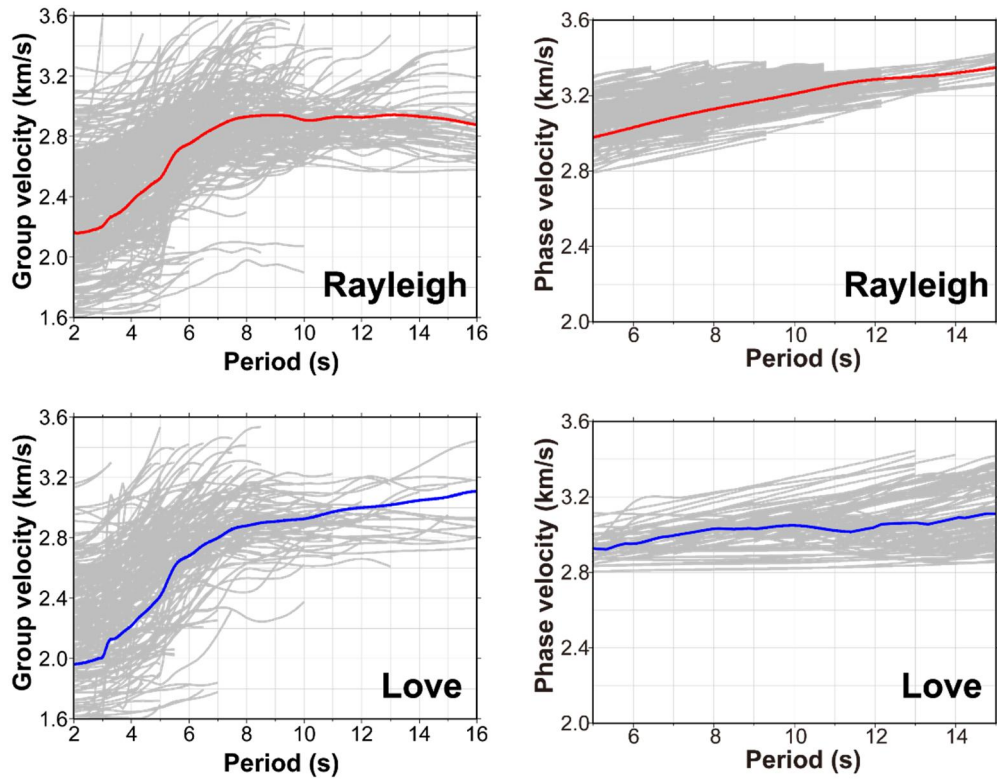 Group velocity (km/s)
3.6
3.2
2.8
2.4
2.0
1.6
2 4 6 8 10 12 14 16
Period (s)
Rayleigh
Phase velocity (km/s)
3.6
3.2
2.8
2.4
2.0
6 8 10 12 14
Period (s)
Rayleigh
Group velocity (km/s)
3.6
3.2
2.8
2.4
2.0
1.6
2 4 6 8 10 12 14 16
Period (s)
Love
Phase velocity (km/s)
3.6
3.2
2.8
2.4
2.0
6 8 10 12 14
Period (s)
Love